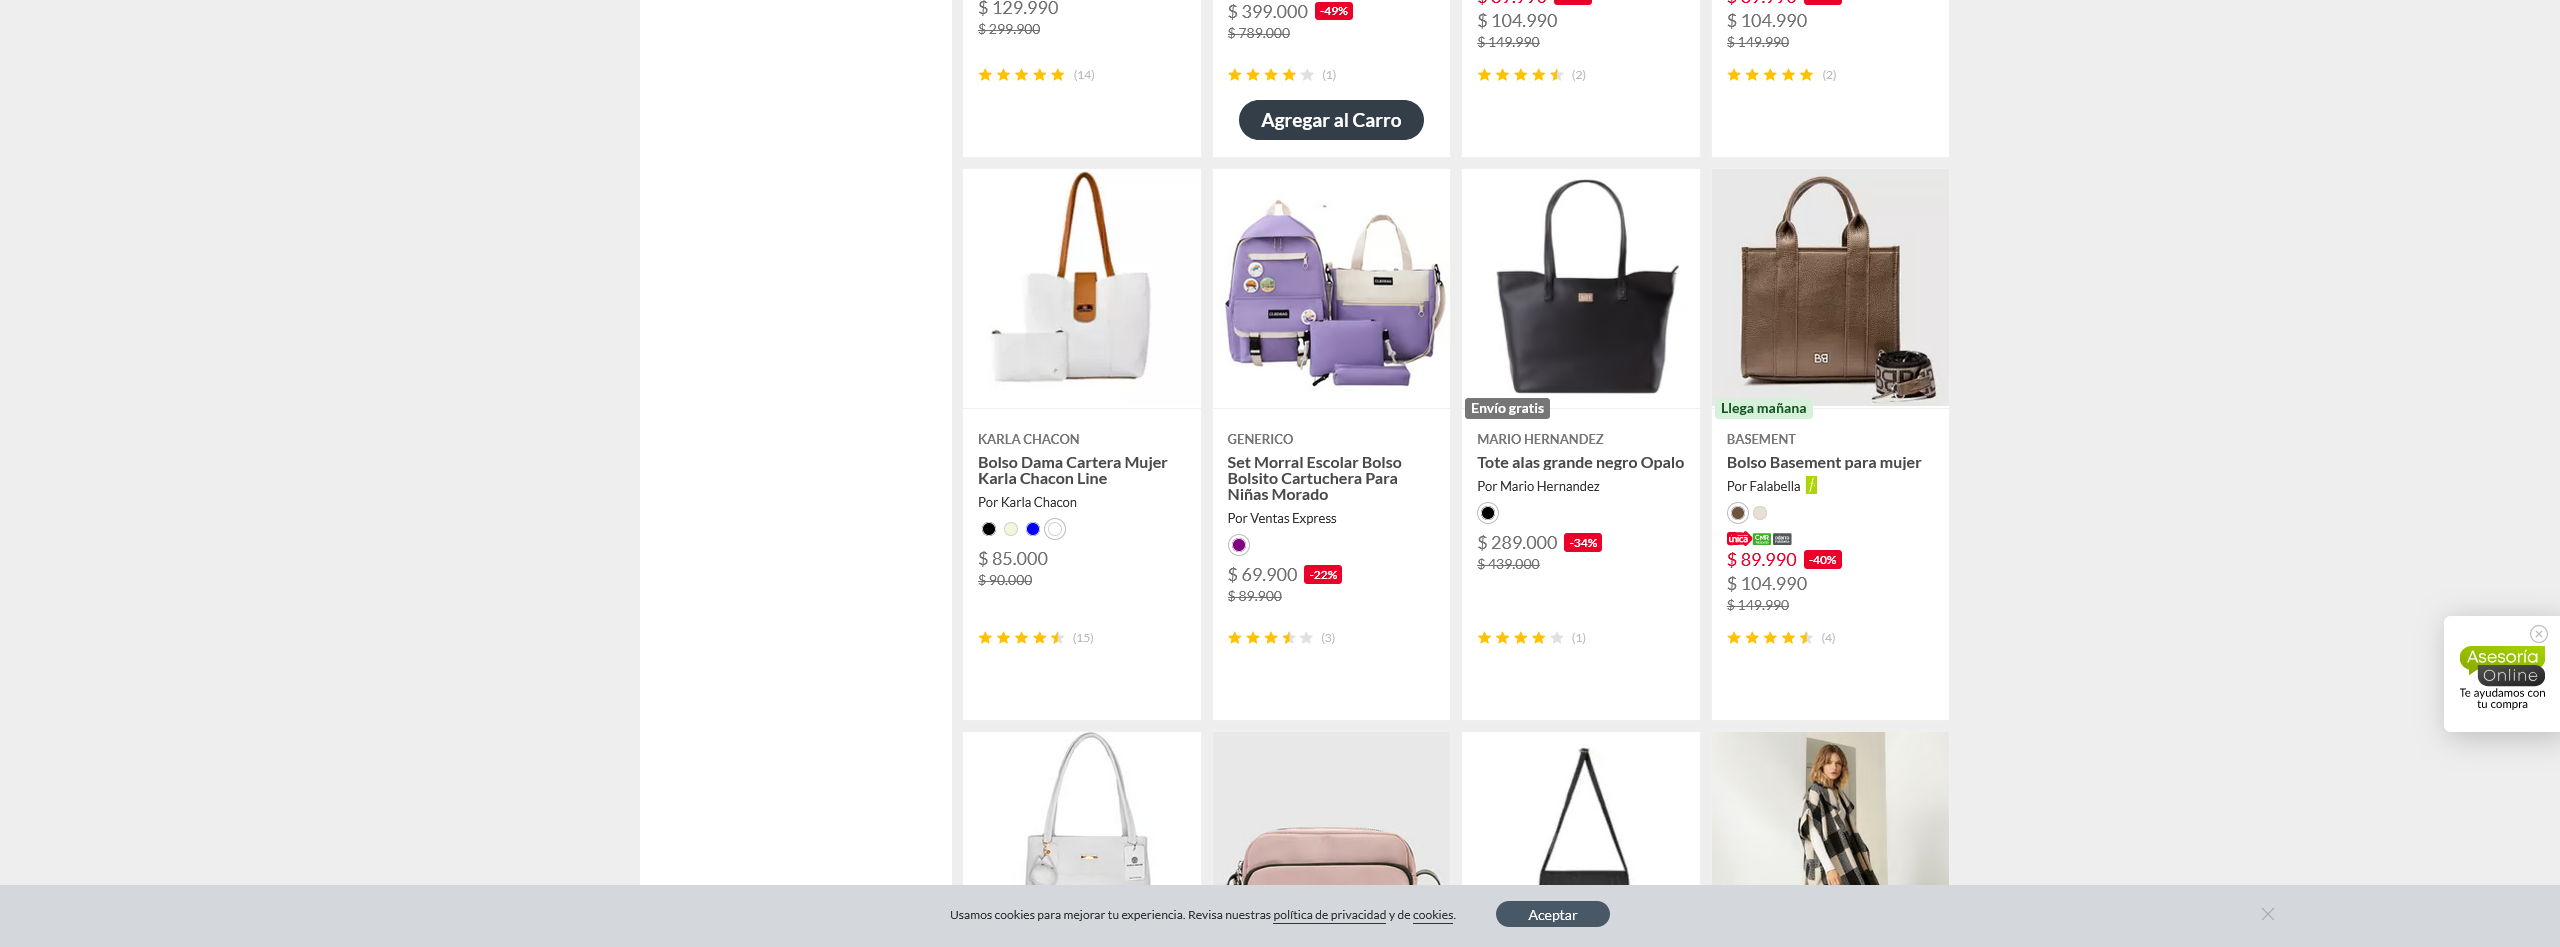 $ 129.990
$ 299.900
(14)
$ 399.000 -49%
$ 789.000
(1)
Agregar al Carro
$ 104.990
$ 149.990
(2)
$ 104.990
$ 149.990
(2)
KARLA CHACON
Bolso Dama Cartera Mujer
Karla Chacon Line
Por Karla Chacon
$ 85.000
$ 90.000
(15)
GENERICO
Set Morral Escolar Bolso
Bolsito Cartuchera Para
Niñas Morado
Por Ventas Express
$ 69.900 -22%
$ 89.900
(3)
Envío gratis
MARIO HERNANDEZ
Tote alas grande negro Opalo
Por Mario Hernandez
$ 289.000 -34%
$ 439.000
(1)
Llega mañana
BASEMENT
Bolso Basement para mujer
Por Falabella
unica CMR
$ 89.990 -40%
$ 104.990
$ 149.990
(4)
Asesoría
Online
Te ayudamos con
tu compra
Usamos cookies para mejorar tu experiencia. Revisa nuestras política de privacidad y de cookies.
Aceptar